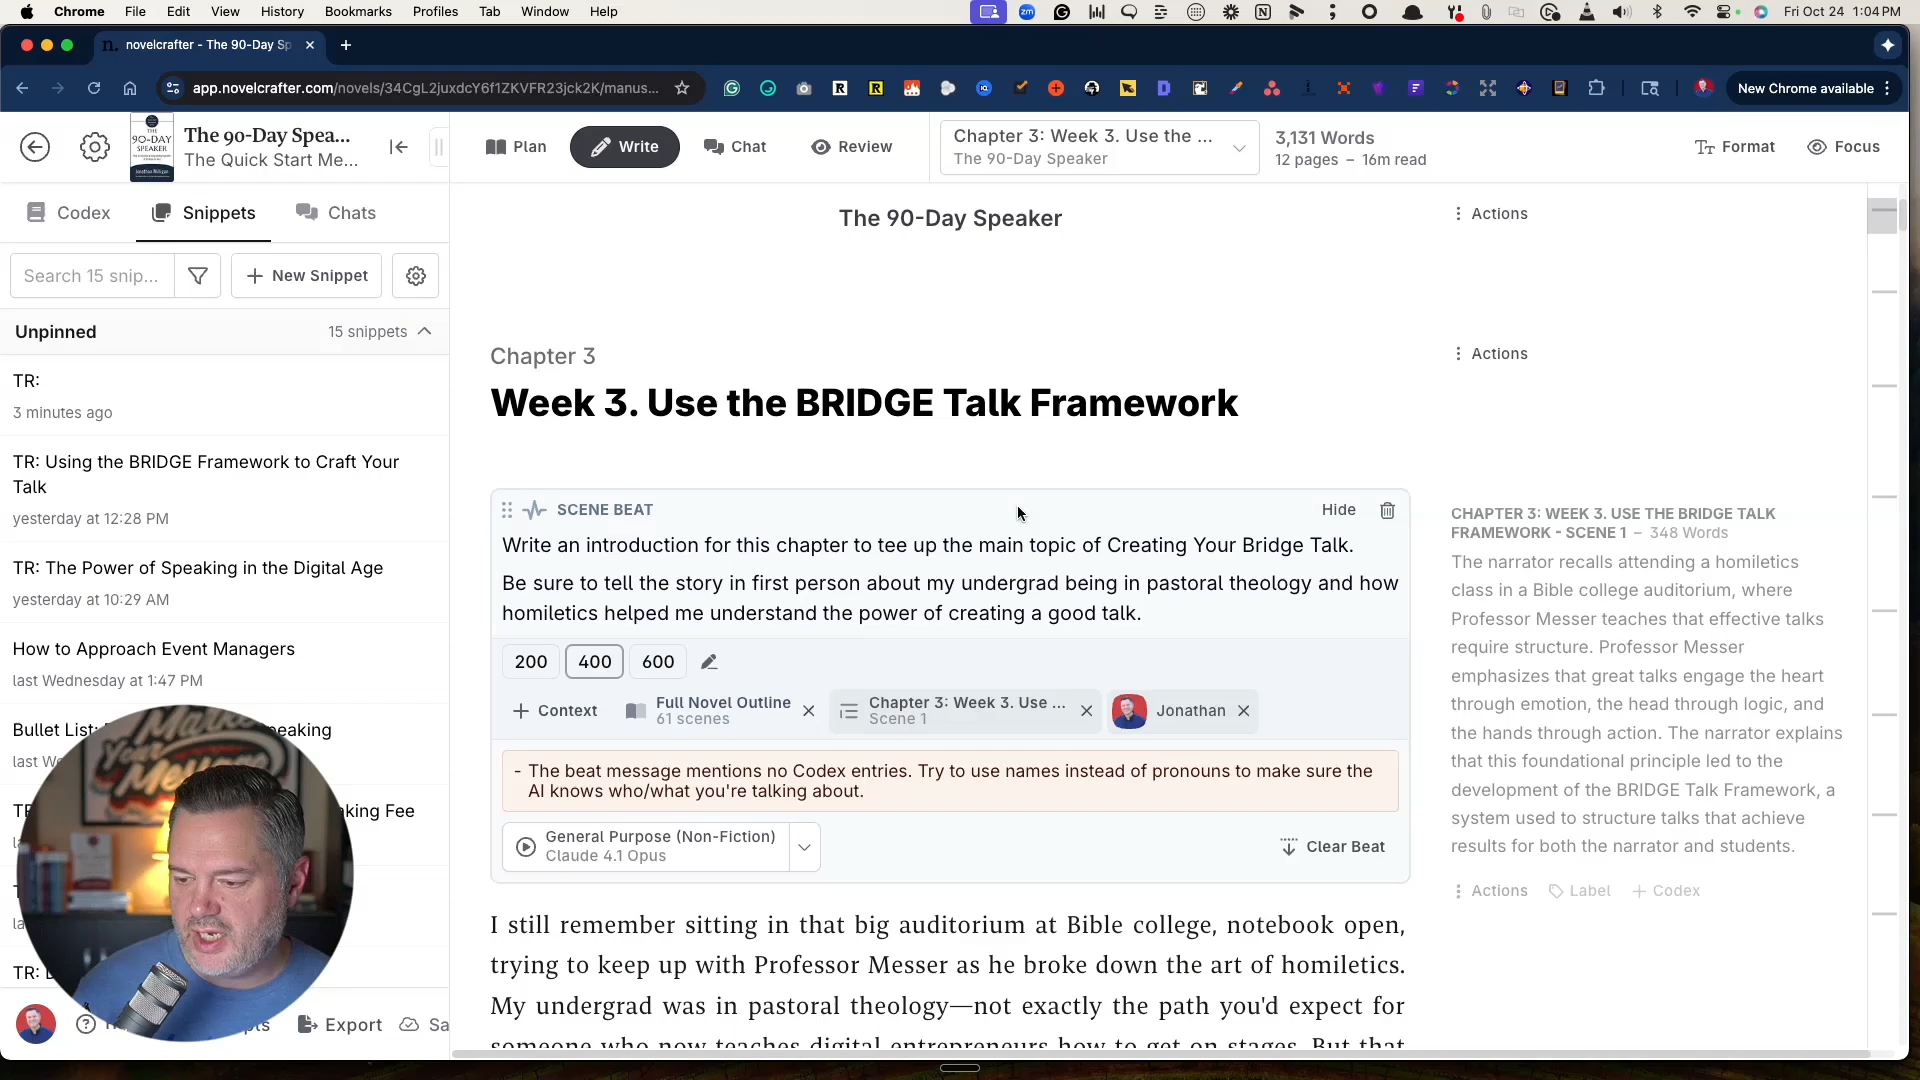 Chrome File Edit View History Bookmarks Profiles Tab Window Help
Fri Oct 24 1:04 PM
novelcrafter - The 90-Day Sp
app.novelcrafter.com/novels/34CgL2juxdcY6f1ZKVFR23jck2K/manus...
New Chrome available
The 90-Day Spea...
The Quick Start Me...
Plan Write Chat Review
Chapter 3: Week 3. Use the ...
The 90-Day Speaker
3,131 Words
12 pages – 16m read
Format Focus
Codex Snippets Chats
Search 15 snip...
New Snippet
Unpinned 15 snippets
TR:
3 minutes ago
TR: Using the BRIDGE Framework to Craft Your
Talk
yesterday at 12:28 PM
TR: The Power of Speaking in the Digital Age
yesterday at 10:29 AM
How to Approach Event Managers
last Wednesday at 1:47 PM
Bullet List: eaking
last We
king Fee
TR:
Export Sa
The 90-Day Speaker
Actions
Chapter 3
Actions
Week 3. Use the BRIDGE Talk Framework
SCENE BEAT Hide
Write an introduction for this chapter to tee up the main topic of Creating Your Bridge Talk.
Be sure to tell the story in first person about my undergrad being in pastoral theology and how
homiletics helped me understand the power of creating a good talk.
200 400 600
Context
Full Novel Outline
61 scenes
Chapter 3: Week 3. Use ...
Scene 1
Jonathan
- The beat message mentions no Codex entries. Try to use names instead of pronouns to make sure the
AI knows who/what you're talking about.
General Purpose (Non-Fiction)
Claude 4.1 Opus
Clear Beat
I still remember sitting in that big auditorium at Bible college, notebook open,
trying to keep up with Professor Messer as he broke down the art of homiletics.
My undergrad was in pastoral theology—not exactly the path you'd expect for
someone who now teaches digital entrepreneurs how to get on stages. But that
CHAPTER 3: WEEK 3. USE THE BRIDGE TALK
FRAMEWORK - SCENE 1 – 348 Words
The narrator recalls attending a homiletics
class in a Bible college auditorium, where
Professor Messer teaches that effective talks
require structure. Professor Messer
emphasizes that great talks engage the heart
through emotion, the head through logic, and
the hands through action. The narrator explains
that this foundational principle led to the
development of the BRIDGE Talk Framework, a
system used to structure talks that achieve
results for both the narrator and students.
Actions Label Codex